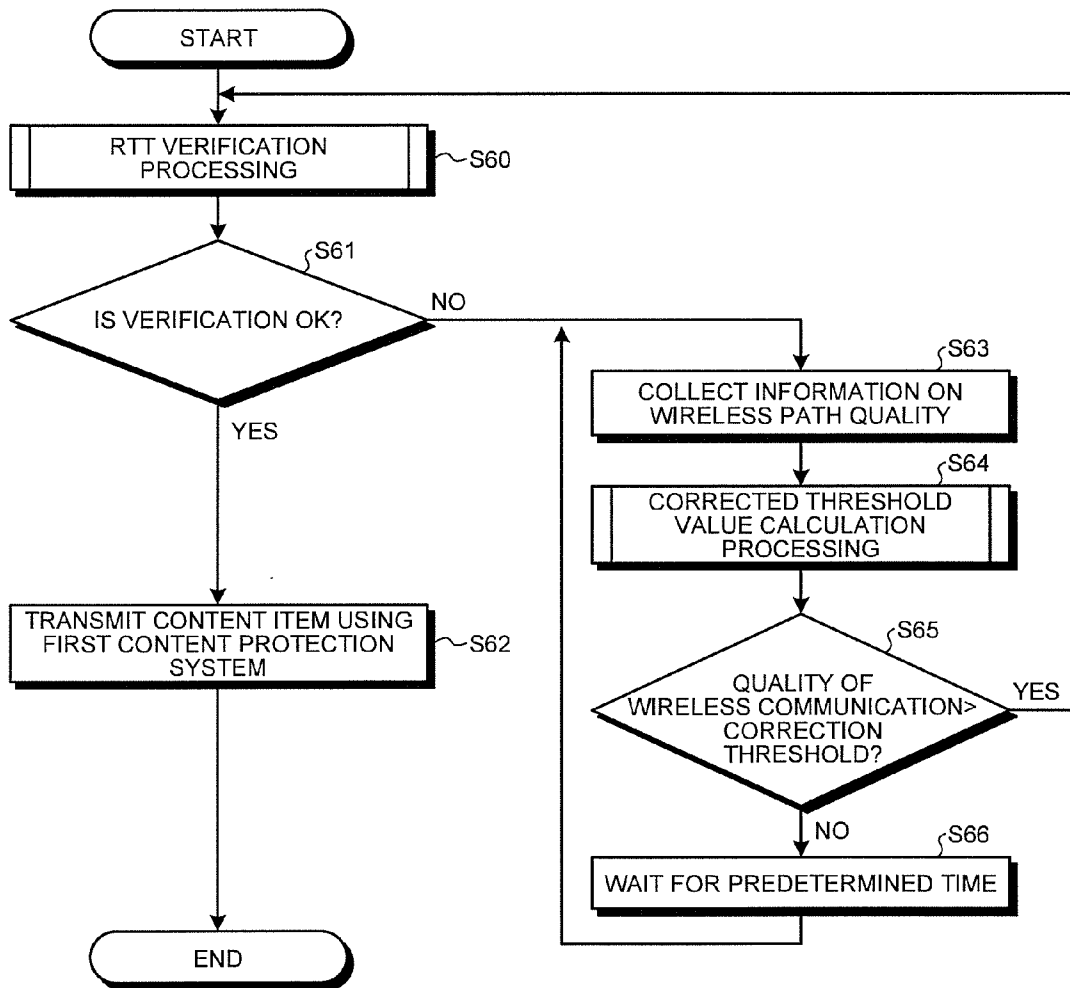 START
RTT VERIFICATION
PROCESSING
S60
S61
IS VERIFICATION OK?
NO
YES
TRANSMIT CONTENT ITEM USING
FIRST CONTENT PROTECTION
SYSTEM
S62
END
S63
COLLECT INFORMATION ON
WIRELESS PATH QUALITY
S64
CORRECTED THRESHOLD
VALUE CALCULATION
PROCESSING
S65
QUALITY OF
WIRELESS COMMUNICATION>
CORRECTION
THRESHOLD?
YES
NO
S66
WAIT FOR PREDETERMINED TIME